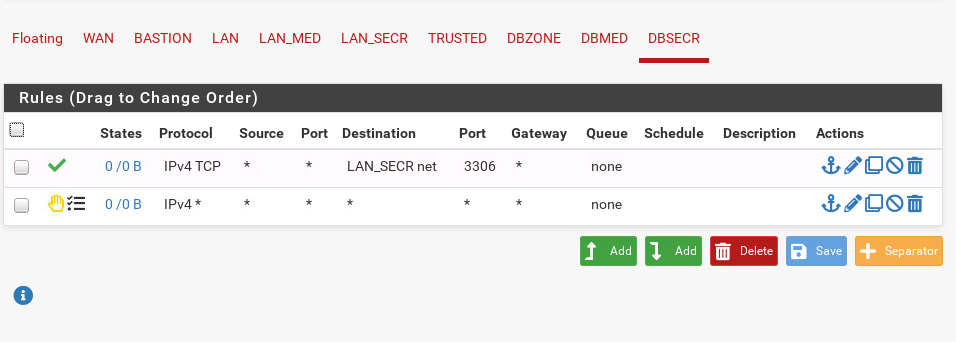 Floating WAN BASTION LAN LAN_MED LAN_SECR TRUSTED DBZONE DBMED DBSECR
Rules (Drag to Change Order)
States Protocol Source Port Destination Port Gateway Queue Schedule Description Actions
0 /0 B IPv4 TCP * * LAN_SECR net 3306 * none
0 /0 B IPv4 * * * * * * none
Add Add Delete Save Separator